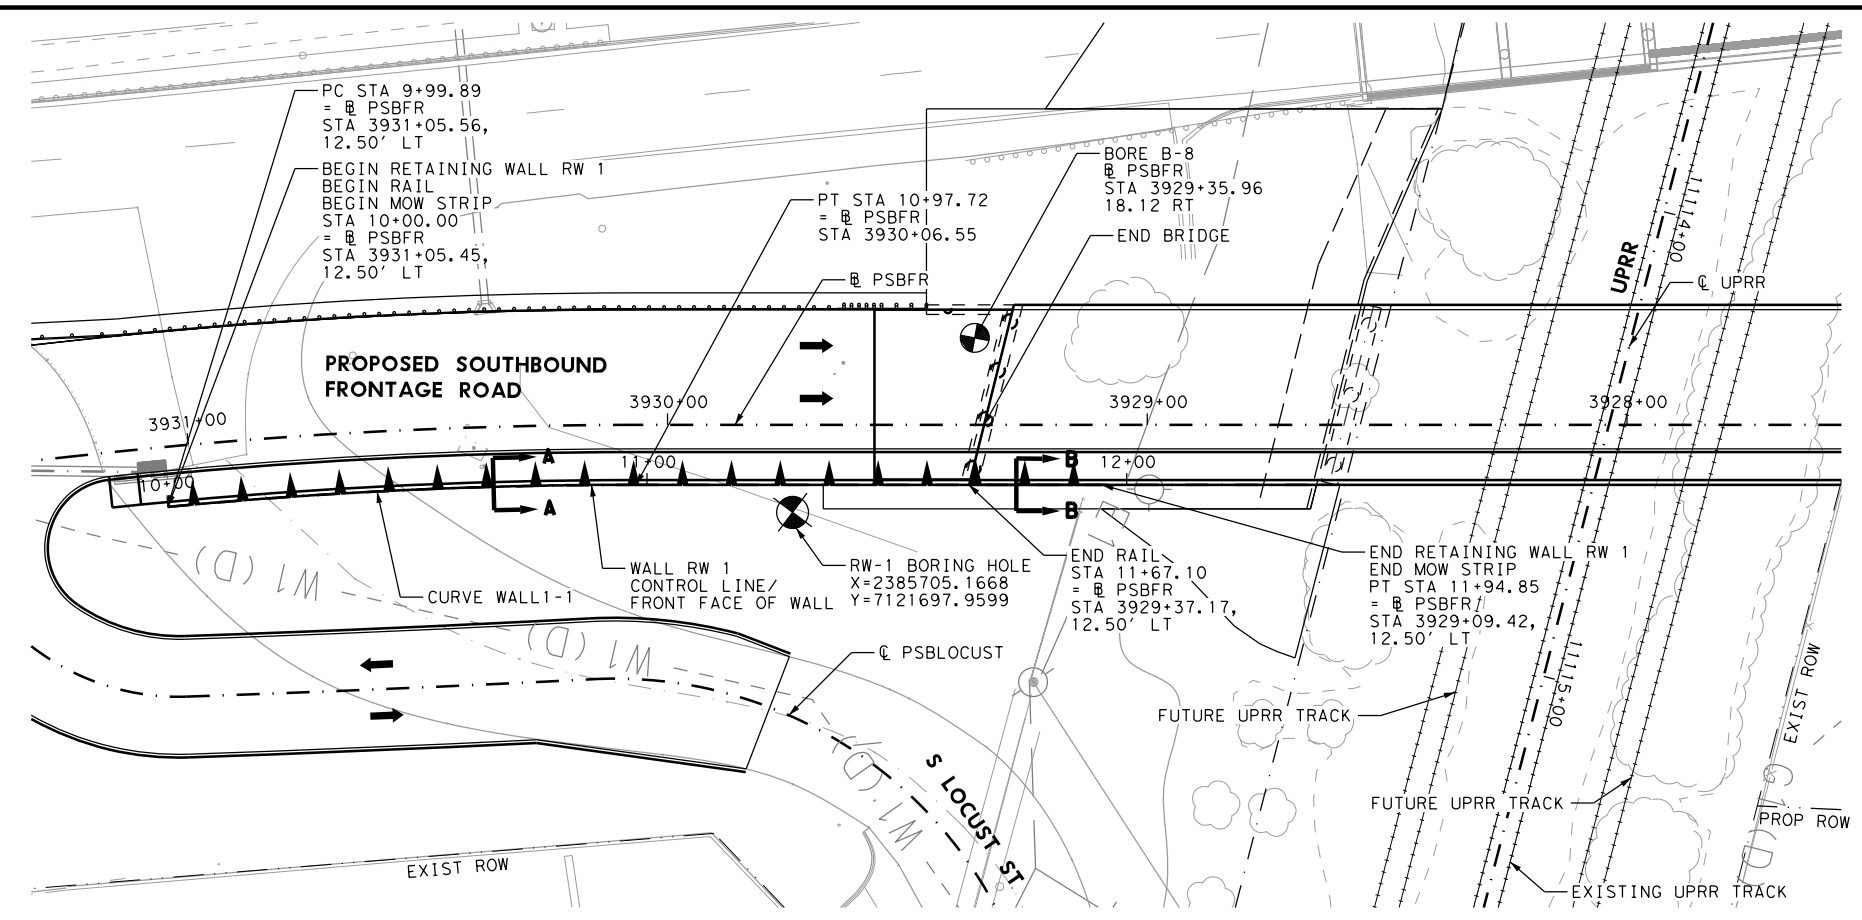 PC STA 9+99.89
= ⅊ PSBFR
STA 3931+05.56,
12.50' LT
BEGIN RETAINING WALL RW 1
BEGIN RAIL
BEGIN MOW STRIP
STA 10+00.00
= ⅊ PSBFR
STA 3931+05.45,
12.50' LT
PT STA 10+97.72
= ⅊ PSBFR
STA 3930+06.55
⅊ PSBFR
BORE B-8
⅊ PSBFR
STA 3929+35.96
18.12 RT
END BRIDGE
UPRR
11114+00
℄ UPRR
PROPOSED SOUTHBOUND
FRONTAGE ROAD
3931+00
3930+00
3929+00
3928+00
10+00
11+00
12+00
A
A
B
B
W1 (D)
CURVE WALL1-1
WALL RW 1
CONTROL LINE/
FRONT FACE OF WALL
RW-1 BORING HOLE
X=2385705.1668
Y=7121697.9599
END RAIL
STA 11+67.10
= ⅊ PSBFR
STA 3929+37.17,
12.50' LT
END RETAINING WALL RW 1
END MOW STRIP
PT STA 11+94.85
= ⅊ PSBFR
STA 3929+09.42,
12.50' LT
W1 (D)
℄ PSBLOCUST
11115+00
EXIST ROW
FUTURE UPRR TRACK
W1 (D)
S LOCUST ST
FUTURE UPRR TRACK
PROP ROW
EXIST ROW
EXISTING UPRR TRACK